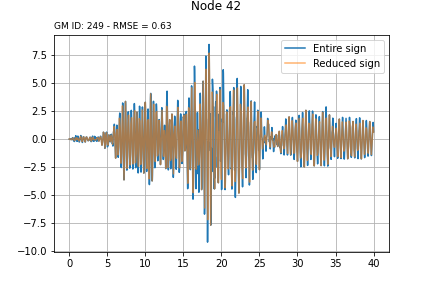 Node 42
GM ID: 249 - RMSE = 0.63
Entire sign
Reduced sign
7.5
5.0
2.5
0.0
−2.5
−5.0
−7.5
−10.0
0 5 10 15 20 25 30 35 40